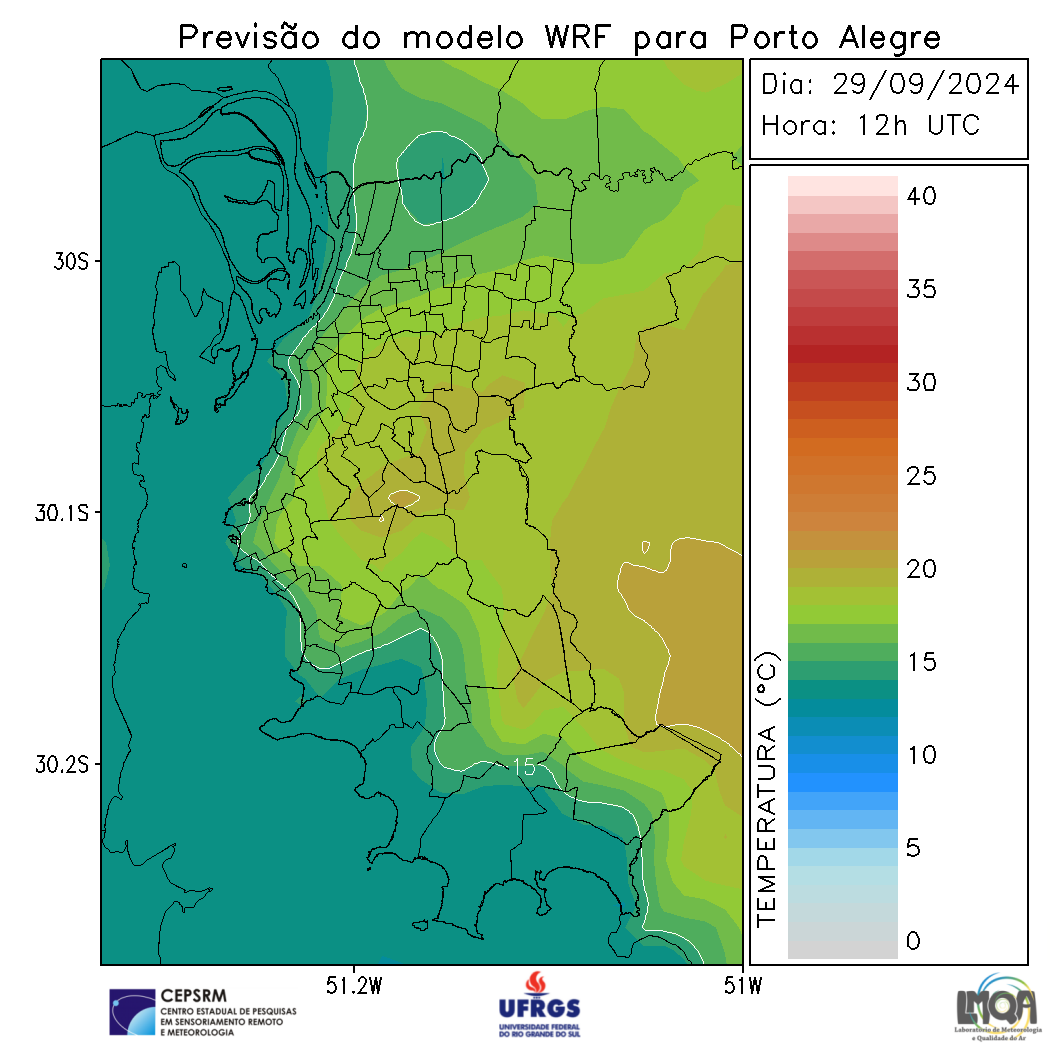 Previsão do modelo WRF para Porto Alegre
Dia: 29/09/2024
Hora: 12h UTC
40
35
30
25
20
15
10
5
0
TEMPERATURA (°C)
30S
30.1S
30.2S
15
51.2W
51W
CEPSRM
CENTRO ESTADUAL DE PESQUISAS
EM SENSORIAMENTO REMOTO
E METEOROLOGIA
UFRGS
UNIVERSIDADE FEDERAL
DO RIO GRANDE DO SUL
LMQA
Laboratório de Meteorologia
e Qualidade do Ar